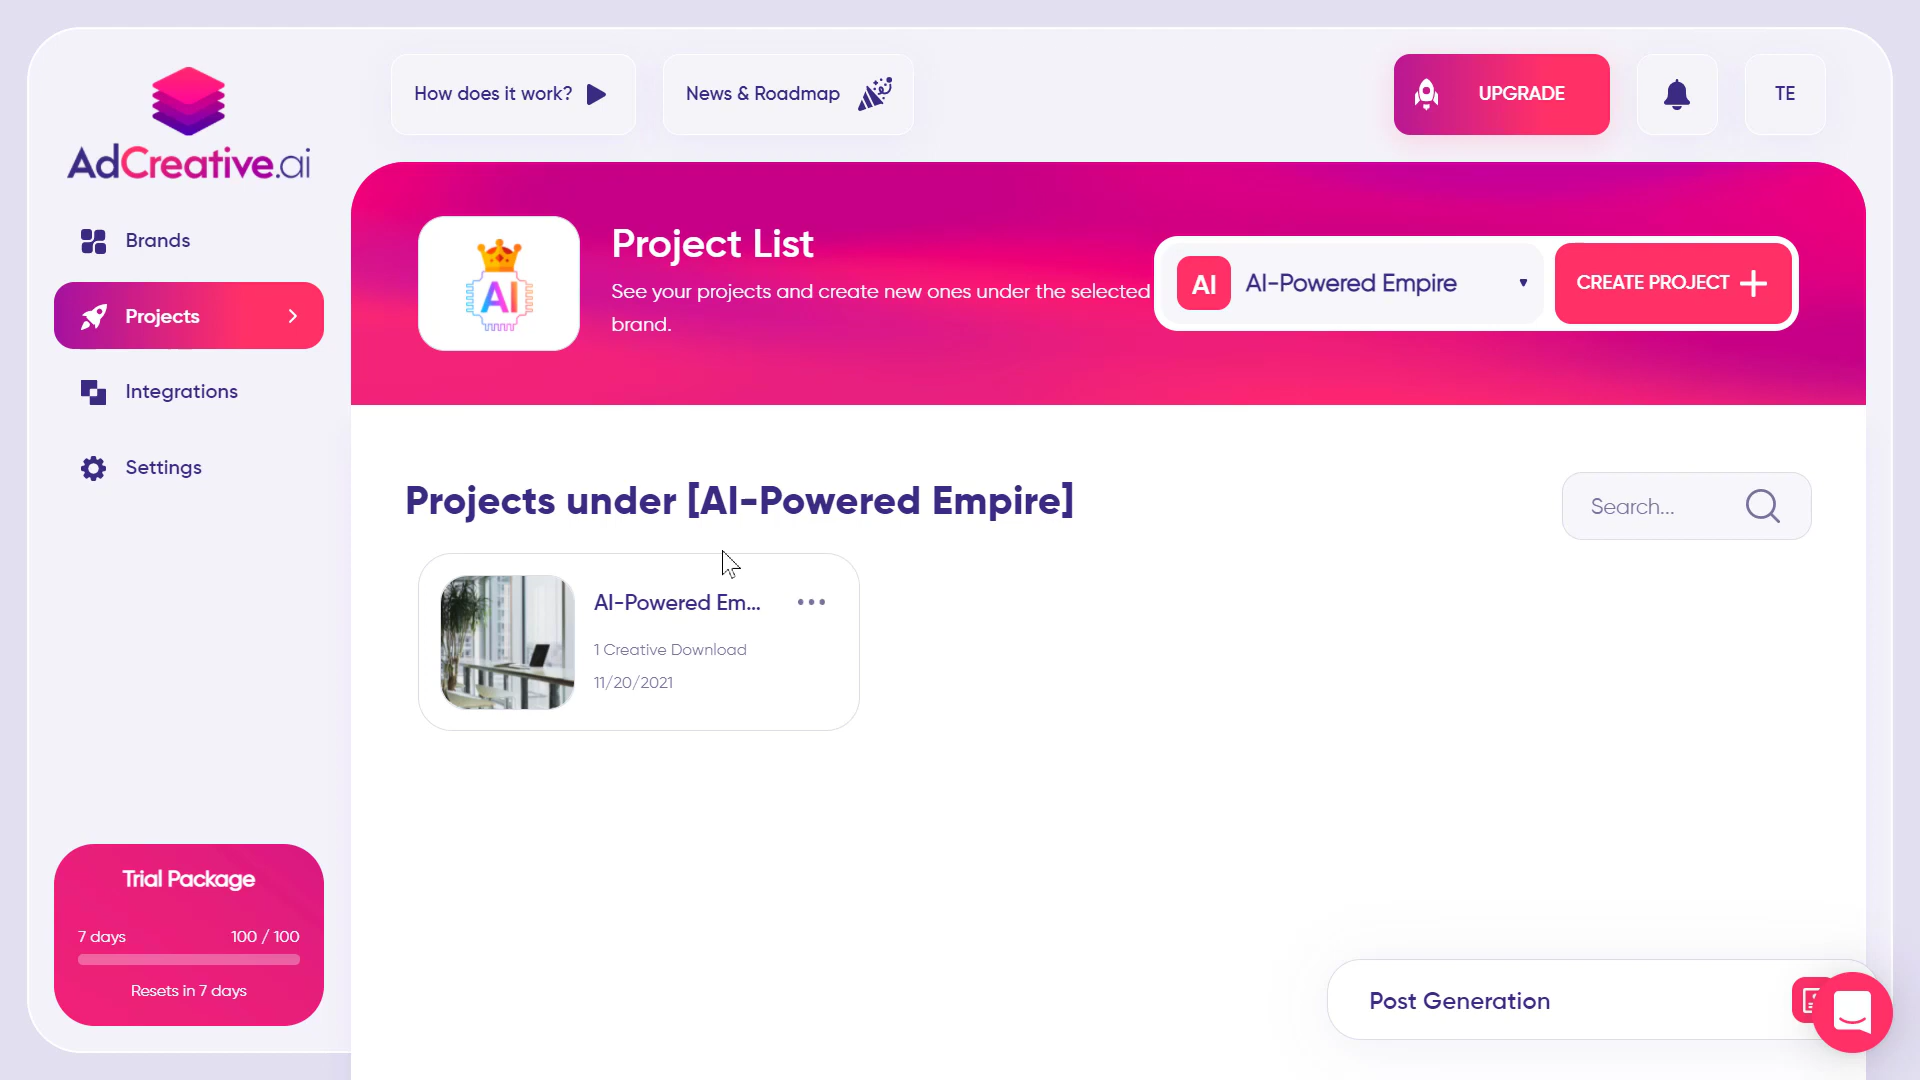 AdCreative.ai
How does it work?
News & Roadmap
UPGRADE
TE
Brands
Projects
Integrations
Settings
AI
Project List
See your projects and create new ones under the selected
brand.
AI AI-Powered Empire
CREATE PROJECT
Projects under [AI-Powered Empire]
Search...
AI-Powered Em...
1 Creative Download
11/20/2021
Trial Package
7 days 100 / 100
Resets in 7 days
Post Generation